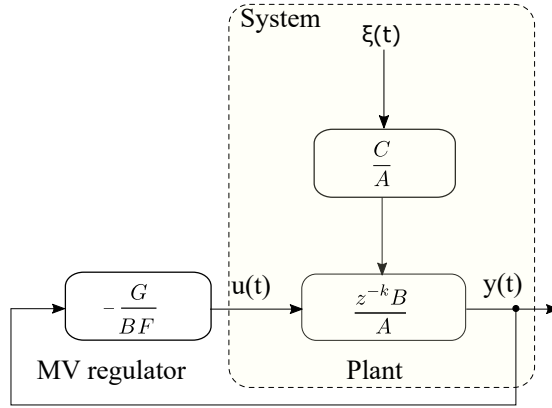 System
ξ(t)
C
A
- G
BF
u(t)
z^{-k}B
A
y(t)
MV regulator
Plant